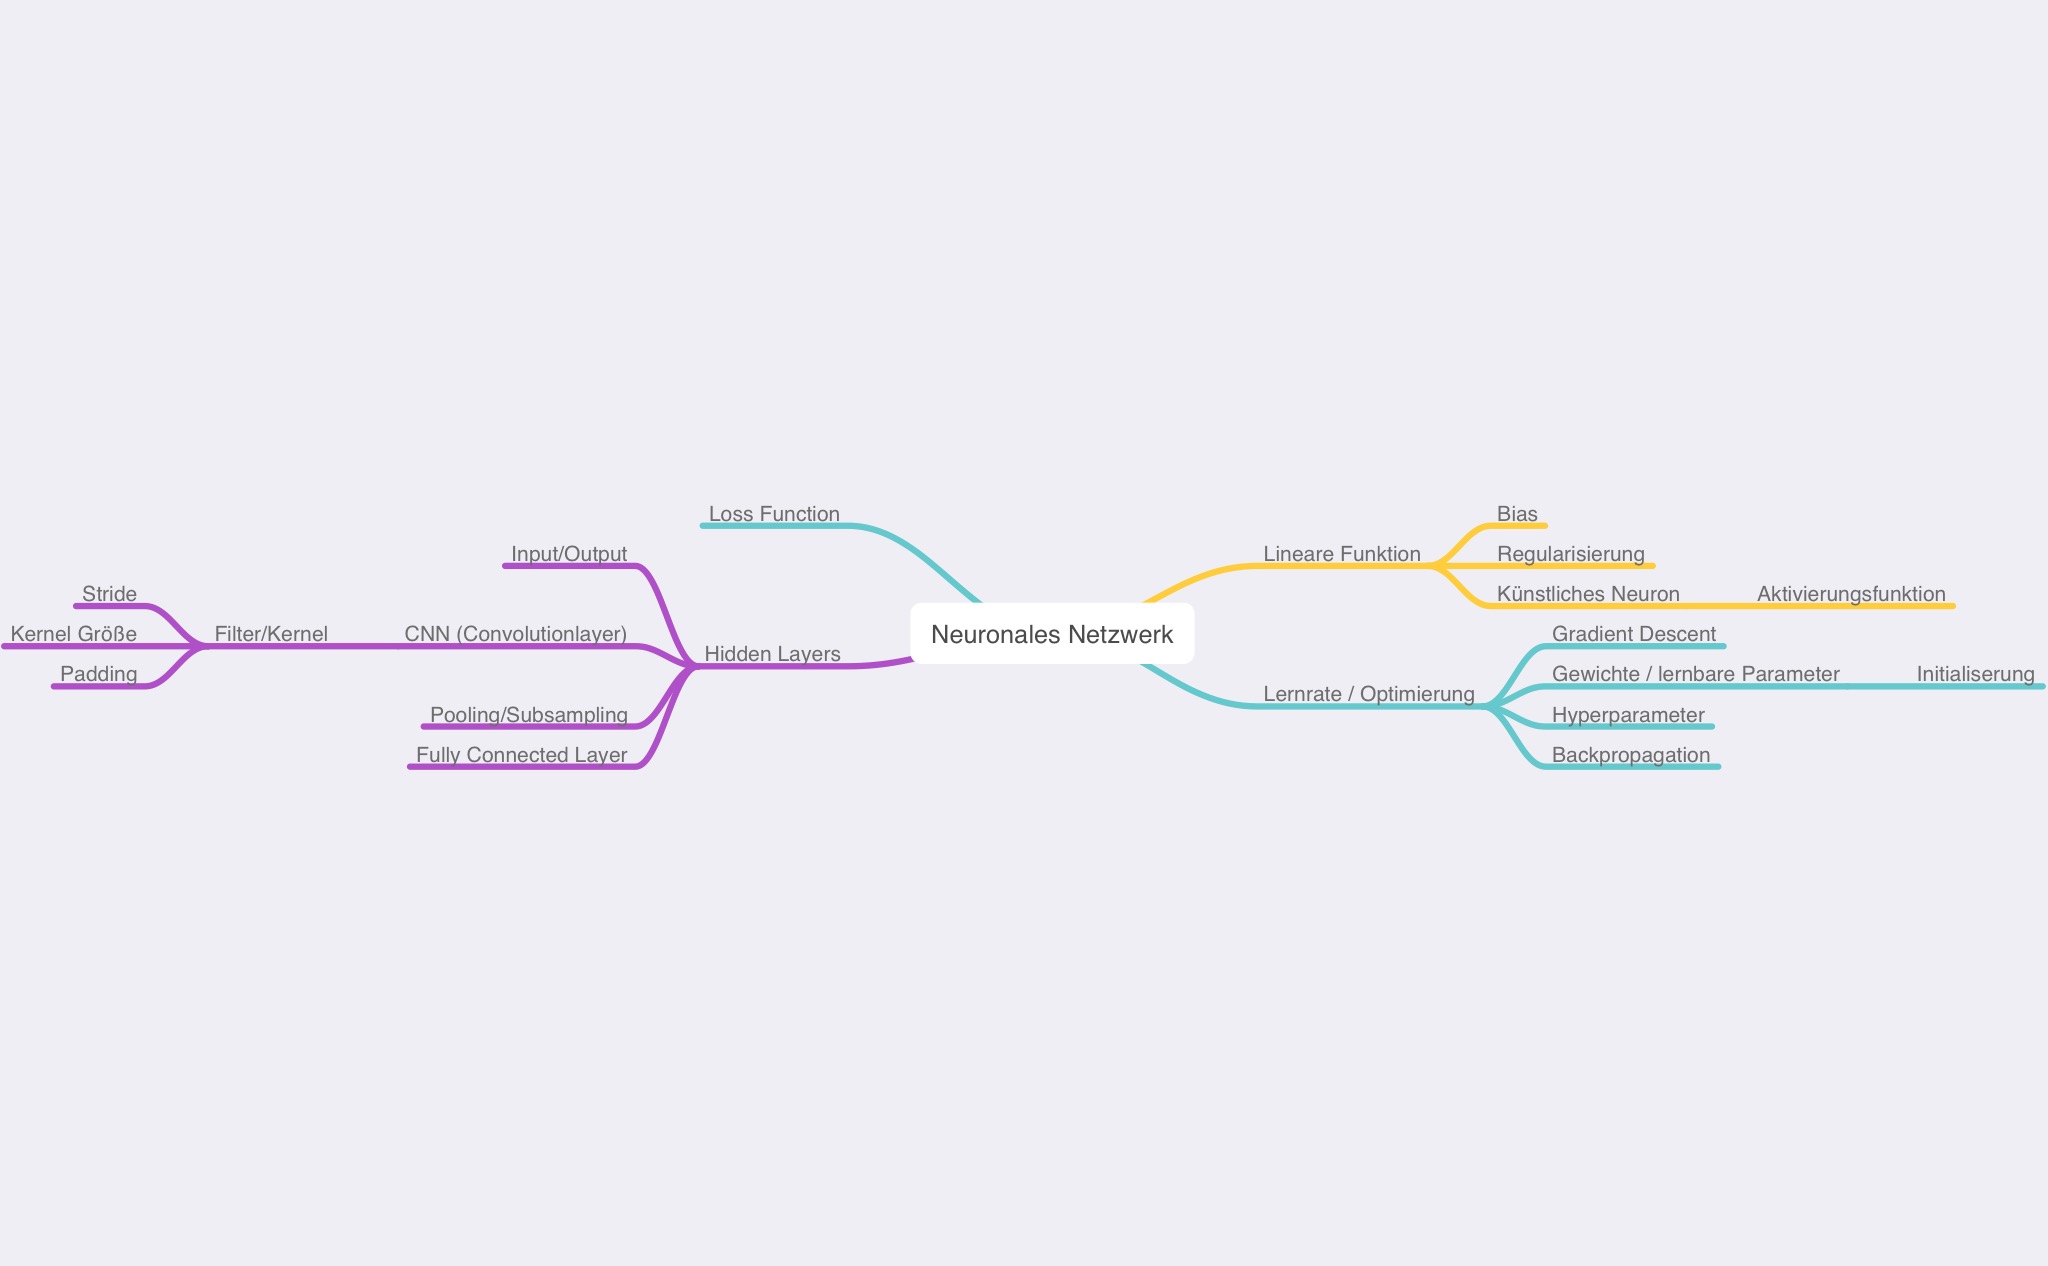 Neuronales Netzwerk
Loss Function
Hidden Layers
Input/Output
CNN (Convolutionlayer)
Filter/Kernel
Stride
Kernel Größe
Padding
Pooling/Subsampling
Fully Connected Layer
Lineare Funktion
Bias
Regularisierung
Künstliches Neuron
Aktivierungsfunktion
Lernrate / Optimierung
Gradient Descent
Gewichte / lernbare Parameter
Initialiserung
Hyperparameter
Backpropagation